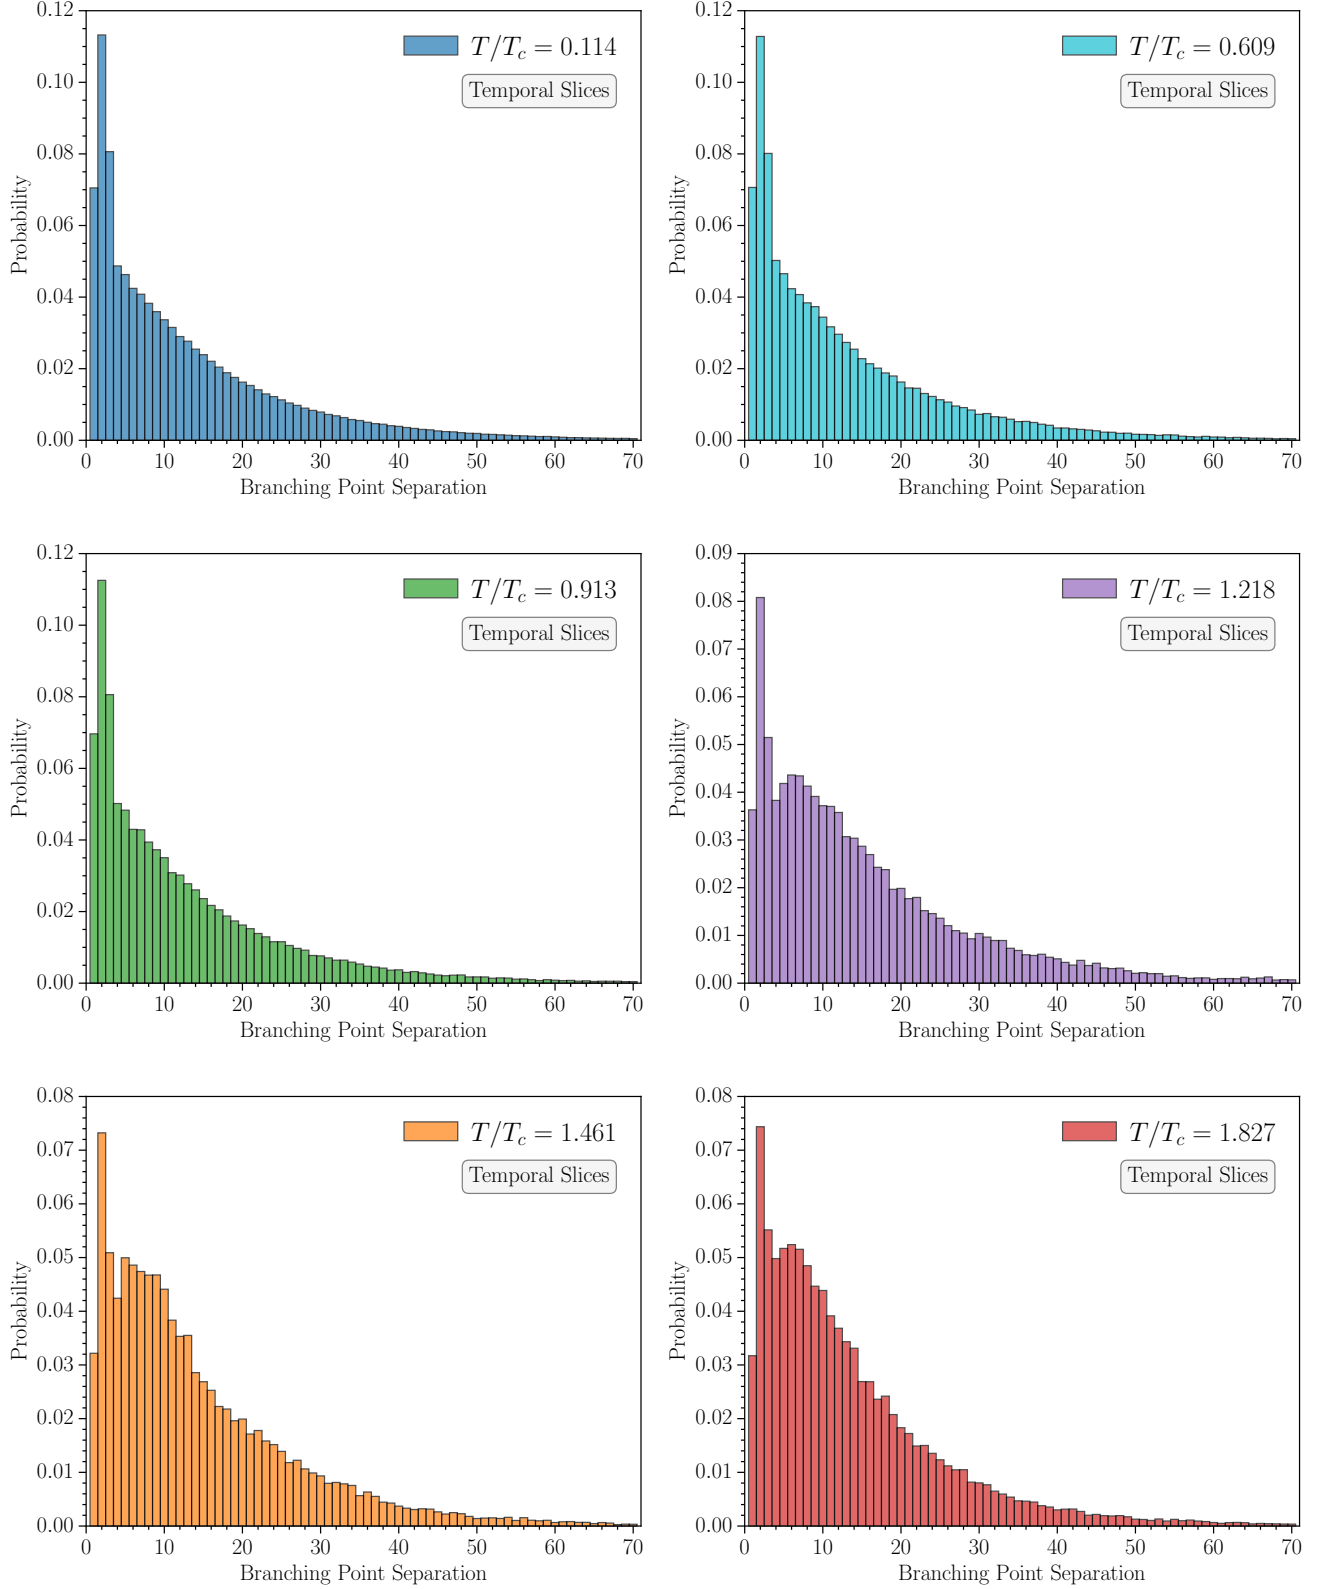 0.12
0.10
0.08
0.06
0.04
0.02
0.00
Probability
0 10 20 30 40 50 60 70
Branching Point Separation
T/T_c = 0.114
Temporal Slices
0.12
0.10
0.08
0.06
0.04
0.02
0.00
Probability
0 10 20 30 40 50 60 70
Branching Point Separation
T/T_c = 0.609
Temporal Slices
0.12
0.10
0.08
0.06
0.04
0.02
0.00
Probability
0 10 20 30 40 50 60 70
Branching Point Separation
T/T_c = 0.913
Temporal Slices
0.09
0.08
0.07
0.06
0.05
0.04
0.03
0.02
0.01
0.00
Probability
0 10 20 30 40 50 60 70
Branching Point Separation
T/T_c = 1.218
Temporal Slices
0.08
0.07
0.06
0.05
0.04
0.03
0.02
0.01
0.00
Probability
0 10 20 30 40 50 60 70
Branching Point Separation
T/T_c = 1.461
Temporal Slices
0.08
0.07
0.06
0.05
0.04
0.03
0.02
0.01
0.00
Probability
0 10 20 30 40 50 60 70
Branching Point Separation
T/T_c = 1.827
Temporal Slices